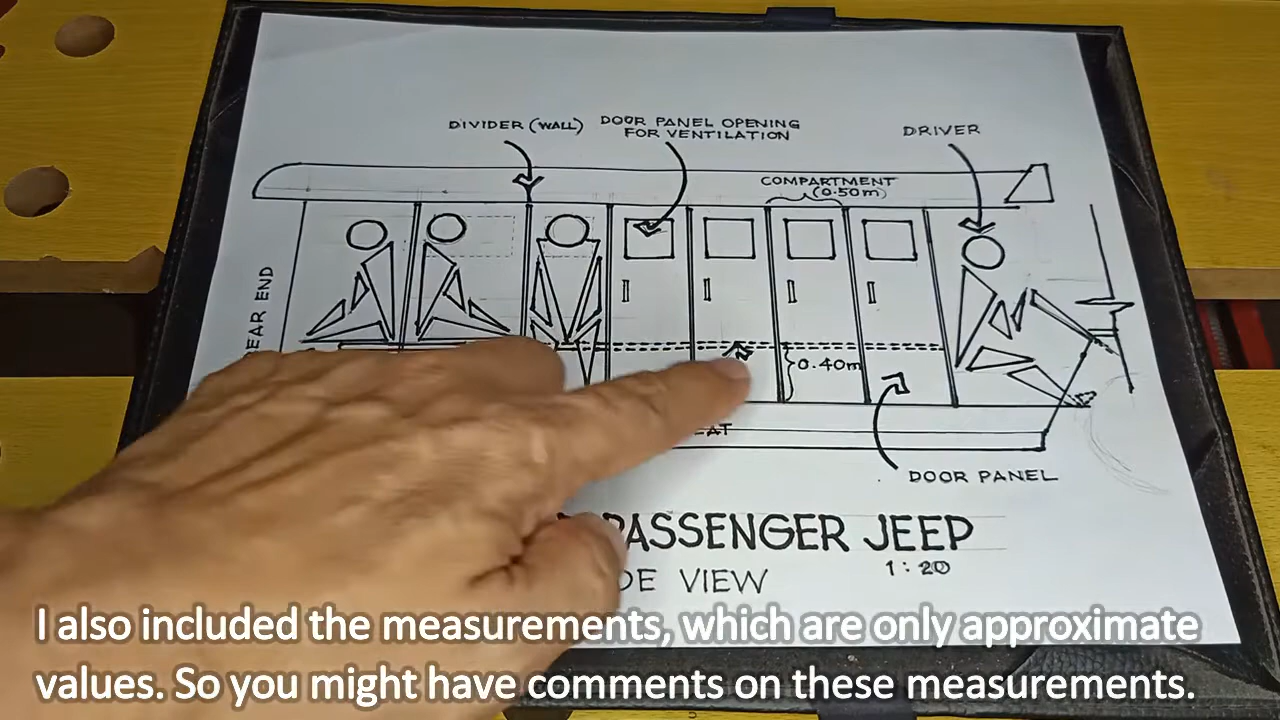 DIVIDER (WALL)
DOOR PANEL OPENING
FOR VENTILATION
DRIVER
COMPARTMENT
(0.50m)
REAR END
0.40m
DOOR PANEL
PASSENGER JEEP
VIEW
1:20
I also included the measurements, which are only approximate
values. So you might have comments on these measurements.